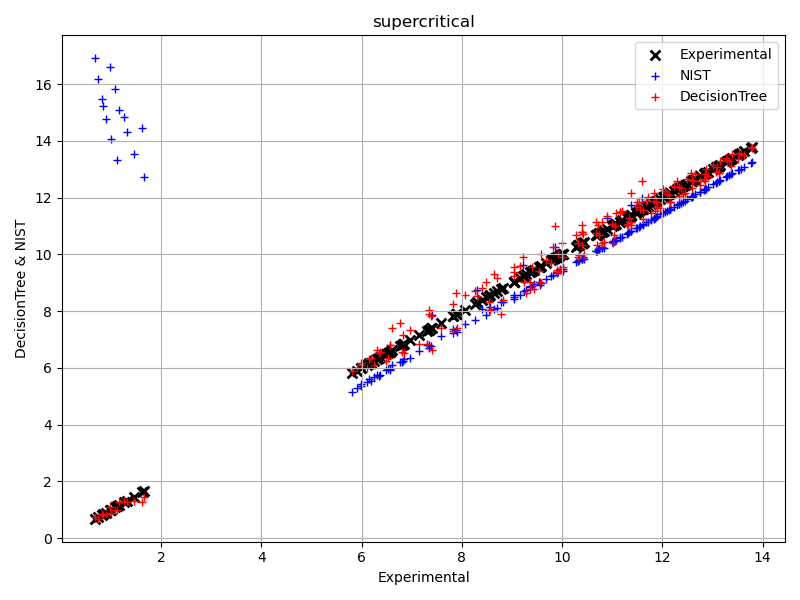 supercritical
Experimental
NIST
DecisionTree
16
14
12
10
8
6
4
2
0
DecisionTree & NIST
2
4
6
8
10
12
14
Experimental